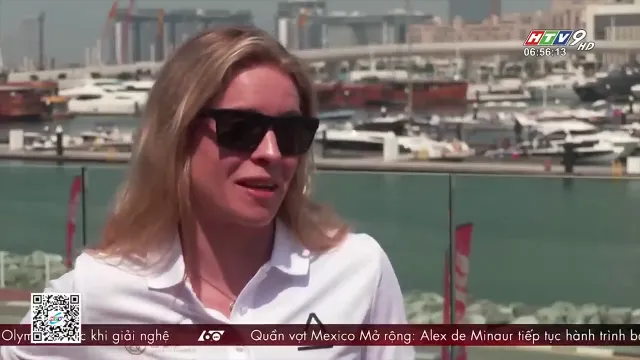 HTV9 HD
06:56:13
Olym c khi giải nghệ 60 Quần vợt Mexico Mở rộng: Alex de Minaur tiếp tục hành trình b